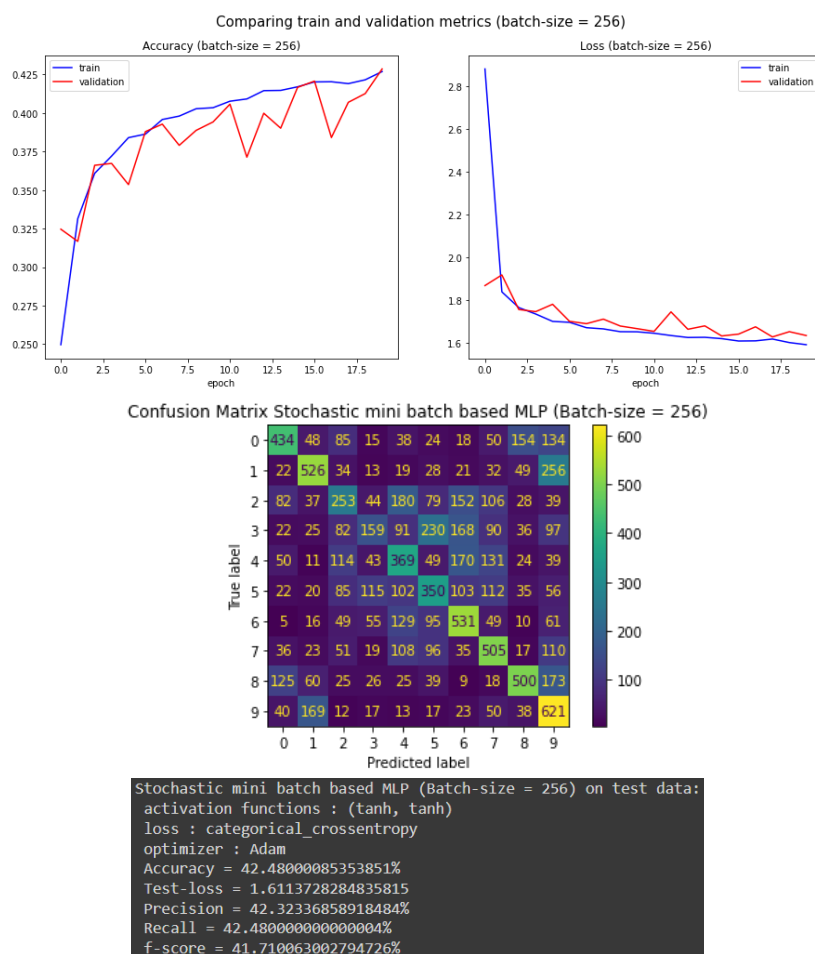 Comparing train and validation metrics (batch-size = 256)
Accuracy (batch-size = 256)
train
validation
0.425
0.400
0.375
0.350
0.325
0.300
0.275
0.250
0.0 2.5 5.0 7.5 10.0 12.5 15.0 17.5
epoch
Loss (batch-size = 256)
train
validation
2.8
2.6
2.4
2.2
2.0
1.8
1.6
0.0 2.5 5.0 7.5 10.0 12.5 15.0 17.5
epoch
Confusion Matrix Stochastic mini batch based MLP (Batch-size = 256)
True label
0 434 48 85 15 38 24 18 50 154 134
1 22 526 34 13 19 28 21 32 49 256
2 82 37 253 44 180 79 152 106 28 39
3 22 25 82 159 91 230 168 90 36 97
4 50 11 114 43 369 49 170 131 24 39
5 22 20 85 115 102 350 103 112 35 56
6 5 16 49 55 129 95 531 49 10 61
7 36 23 51 19 108 96 35 505 17 110
8 125 60 25 26 25 39 9 18 500 173
9 40 169 12 17 13 17 23 50 38 621
0 1 2 3 4 5 6 7 8 9
Predicted label
600
500
400
300
200
100
Stochastic mini batch based MLP (Batch-size = 256) on test data:
activation functions : (tanh, tanh)
loss : categorical_crossentropy
optimizer : Adam
Accuracy = 42.48000085353851%
Test-loss = 1.6113728284835815
Precision = 42.32336858918484%
Recall = 42.480000000000004%
f-score = 41.710063002794726%